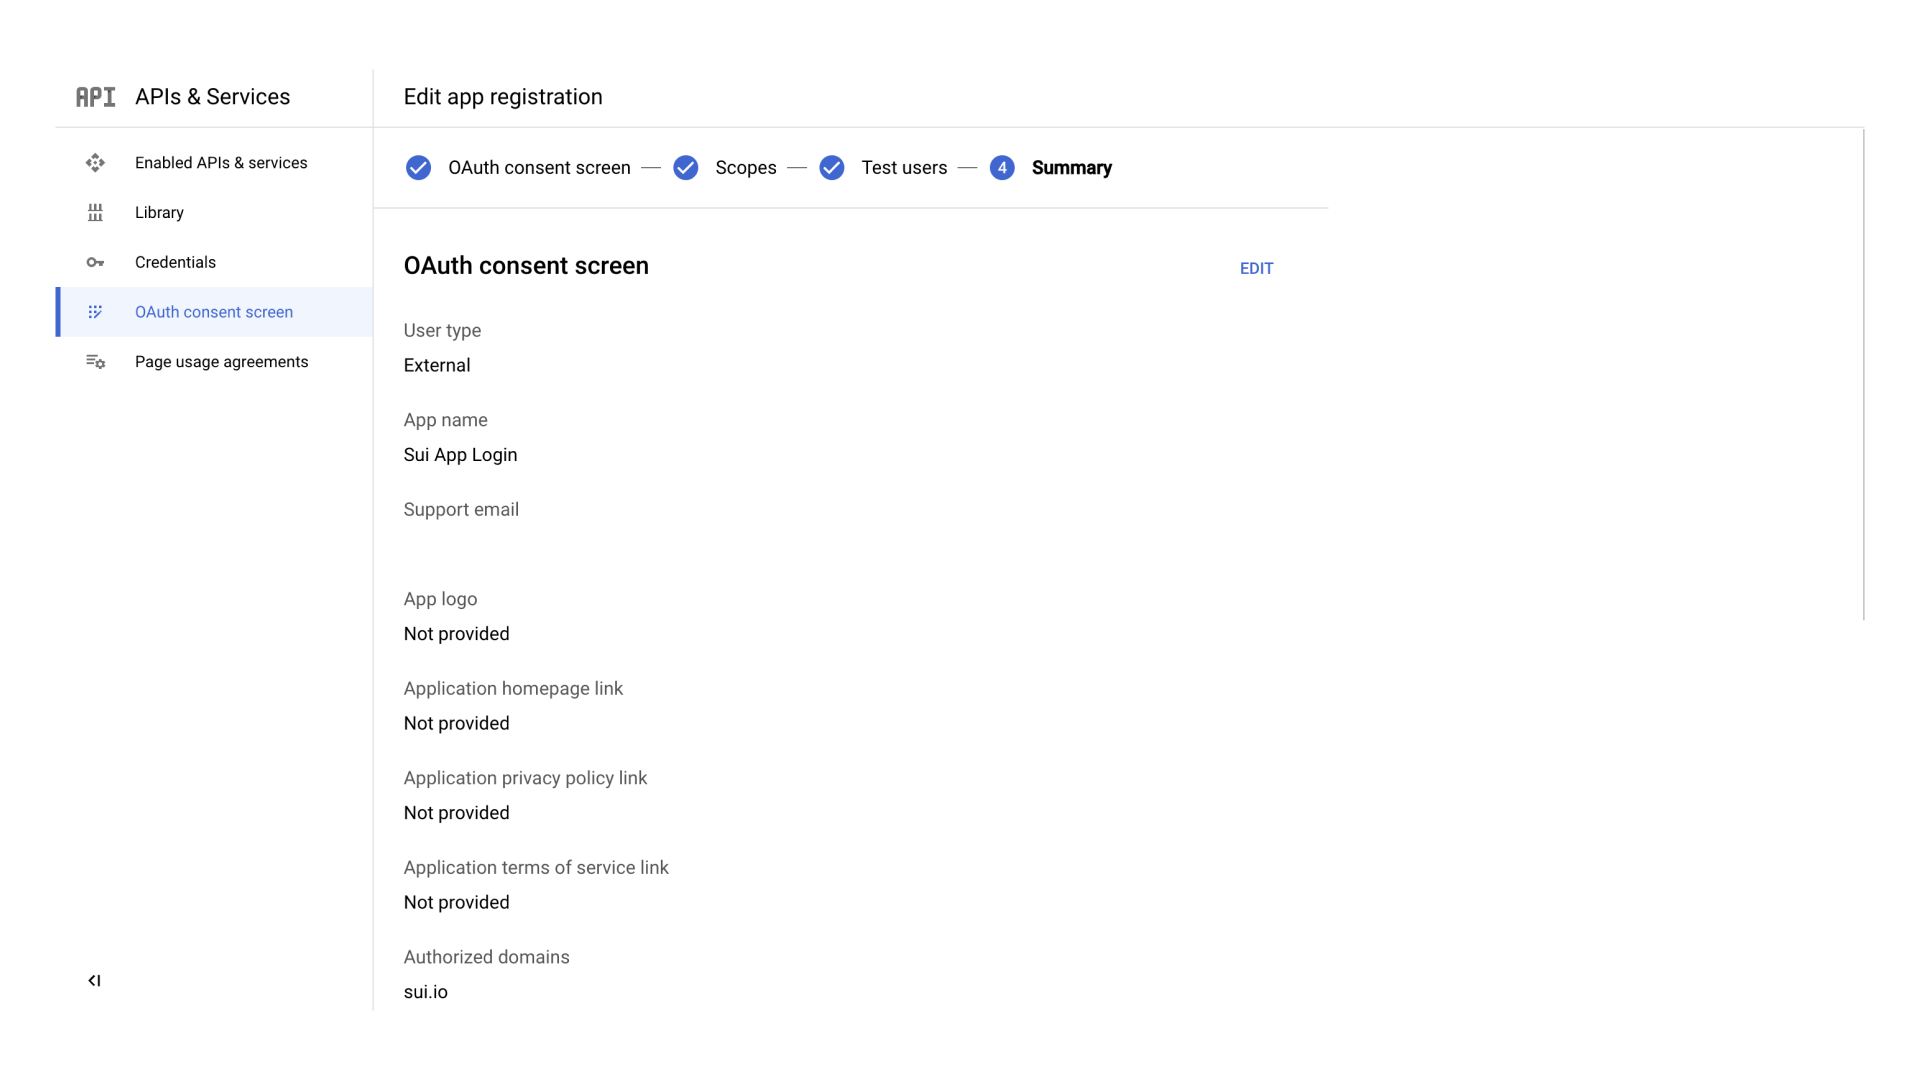 API APIs & Services
Edit app registration
Enabled APIs & services
Library
Credentials
OAuth consent screen
Page usage agreements
OAuth consent screen — Scopes — Test users — 4 Summary
OAuth consent screen
EDIT
User type
External
App name
Sui App Login
Support email
App logo
Not provided
Application homepage link
Not provided
Application privacy policy link
Not provided
Application terms of service link
Not provided
Authorized domains
sui.io